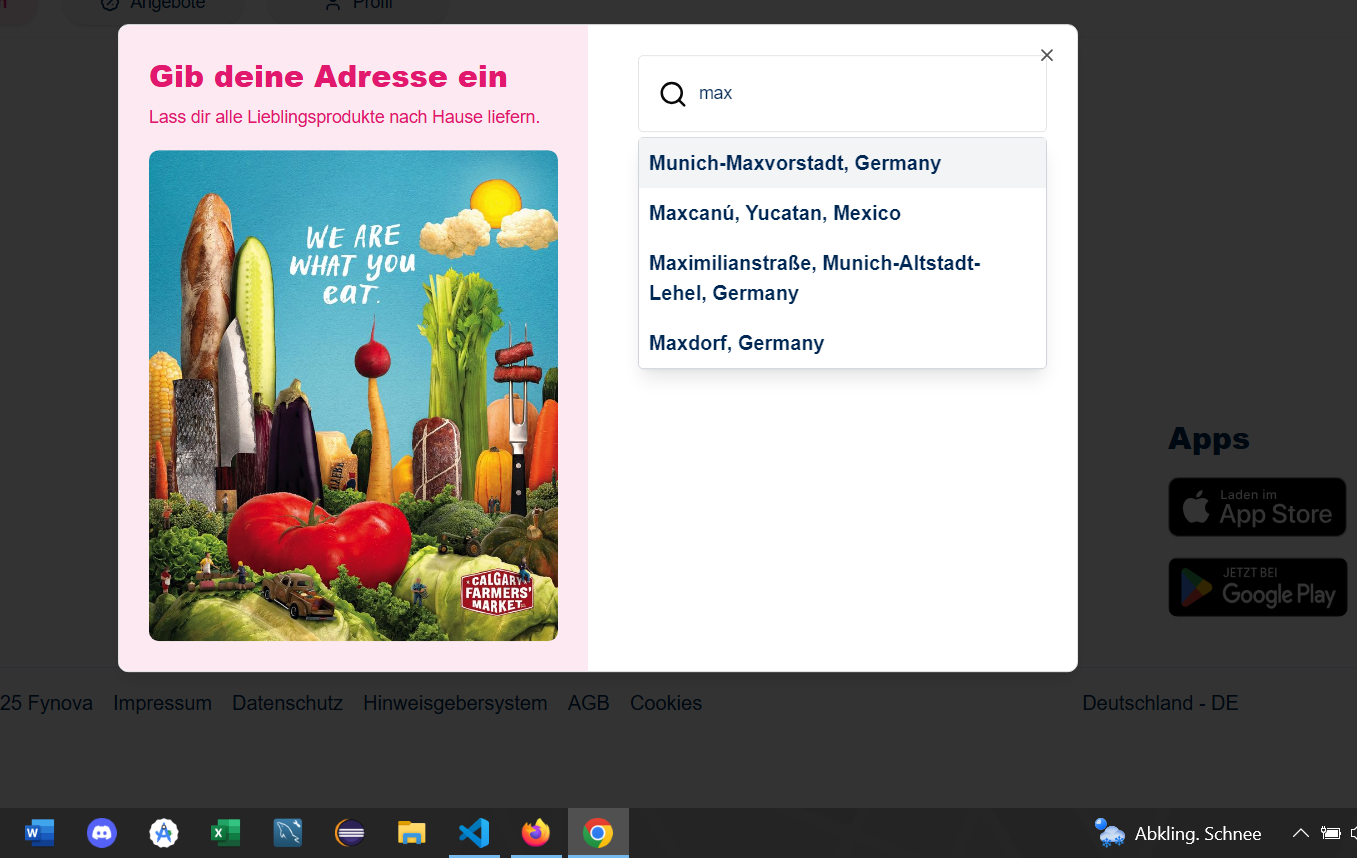 Angebote
Profil
Gib deine Adresse ein
Lass dir alle Lieblingsprodukte nach Hause liefern.
WE ARE
WHAT YOU
eaT.
CALGARY
FARMERS'
MARKET
max
Munich-Maxvorstadt, Germany
Maxcanú, Yucatan, Mexico
Maximilianstraße, Munich-Altstadt-
Lehel, Germany
Maxdorf, Germany
Apps
Laden im
App Store
JETZT BEI
Google Play
25 Fynova Impressum Datenschutz Hinweisgebersystem AGB Cookies
Deutschland - DE
Abkling. Schnee